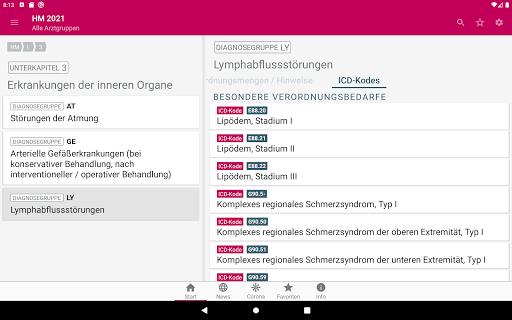 8:13
HM 2021
Alle Arztgruppen
HM I 3
UNTERKAPITEL 3
Erkrankungen der inneren Organe
DIAGNOSEGRUPPE AT
Störungen der Atmung
DIAGNOSEGRUPPE GE
Arterielle Gefäßerkrankungen (bei
konservativer Behandlung, nach
interventioneller / operativer Behandlung)
DIAGNOSEGRUPPE LY
Lymphabflussstörungen
DIAGNOSEGRUPPE LY
Lymphabflussstörungen
rdnungsmengen / Hinweise ICD-Kodes
BESONDERE VERORDNUNGSBEDARFE
ICD-Kode E88.20
Lipödem, Stadium I
ICD-Kode E88.21
Lipödem, Stadium II
ICD-Kode E88.22
Lipödem, Stadium III
ICD-Kode G90.5-
Komplexes regionales Schmerzsyndrom, Typ I
ICD-Kode G90.50
Komplexes regionales Schmerzsyndrom der oberen Extremität, Typ I
ICD-Kode G90.51
Komplexes regionales Schmerzsyndrom der unteren Extremität, Typ I
ICD-Kode G90.59
Start News Corona Favoriten Info